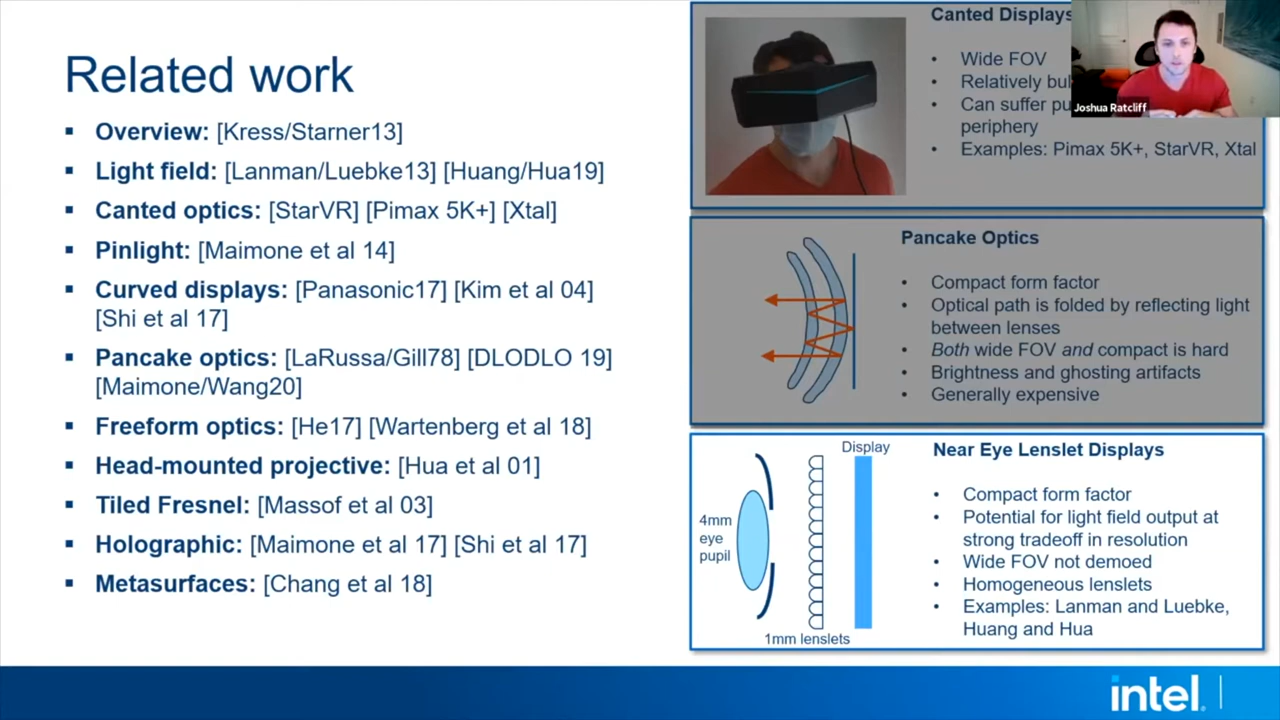 Related work
▪ Overview: [Kress/Starner13]
▪ Light field: [Lanman/Luebke13] [Huang/Hua19]
▪ Canted optics: [StarVR] [Pimax 5K+] [Xtal]
▪ Pinlight: [Maimone et al 14]
▪ Curved displays: [Panasonic17] [Kim et al 04]
[Shi et al 17]
▪ Pancake optics: [LaRussa/Gill78] [DLODLO 19]
[Maimone/Wang20]
▪ Freeform optics: [He17] [Wartenberg et al 18]
▪ Head-mounted projective: [Hua et al 01]
▪ Tiled Fresnel: [Massof et al 03]
▪ Holographic: [Maimone et al 17] [Shi et al 17]
▪ Metasurfaces: [Chang et al 18]
Canted Displays
• Wide FOV
• Relatively
• Can suffer
periphery
• Examples: Pimax 5K+, StarVR, Xtal
Joshua Ratcliff
Pancake Optics
• Compact form factor
• Optical path is folded by reflecting light
between lenses
• Both wide FOV and compact is hard
• Brightness and ghosting artifacts
• Generally expensive
Display
4mm
eye
pupil
1mm lenslets
Near Eye Lenslet Displays
• Compact form factor
• Potential for light field output at
strong tradeoff in resolution
• Wide FOV not demoed
• Homogeneous lenslets
• Examples: Lanman and Luebke,
Huang and Hua
intel.